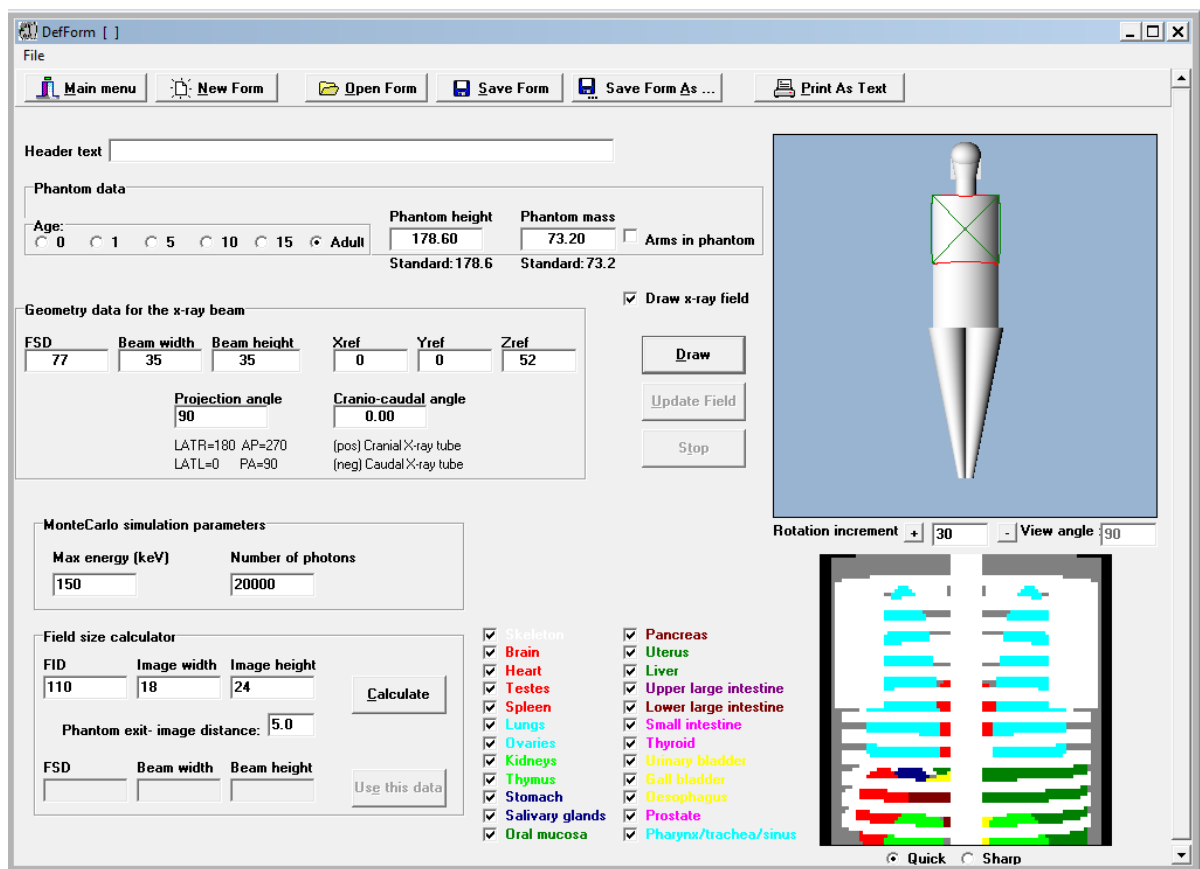 DefForm [ ]
File
Main menu New Form Open Form Save Form Save Form As ... Print As Text
Header text
Phantom data
Age:
0 1 5 10 15 Adult
Phantom height Phantom mass
178.60 73.20 Arms in phantom
Standard: 178.6 Standard: 73.2
Draw x-ray field
Geometry data for the x-ray beam
FSD Beam width Beam height Xref Yref Zref
77 35 35 0 0 52
Draw
Projection angle Cranio-caudal angle
90 0.00
Update Field
LATR=180 AP=270 (pos) Cranial X-ray tube
LATL=0 PA=90 (neg) Caudal X-ray tube
Stop
MonteCarlo simulation parameters
Max energy (keV) Number of photons
150 20000
Rotation increment + 30 - View angle : 90
Field size calculator
FID Image width Image height
110 18 24
Calculate
Phantom exit- image distance: 5.0
FSD Beam width Beam height
Use this data
Skeleton Pancreas
Brain Uterus
Heart Liver
Testes Upper large intestine
Spleen Lower large intestine
Lungs Small intestine
Ovaries Thyroid
Kidneys Urinary bladder
Thymus Gall bladder
Stomach Oesophagus
Salivary glands Prostate
Oral mucosa Pharynx/trachea/sinus
Quick Sharp